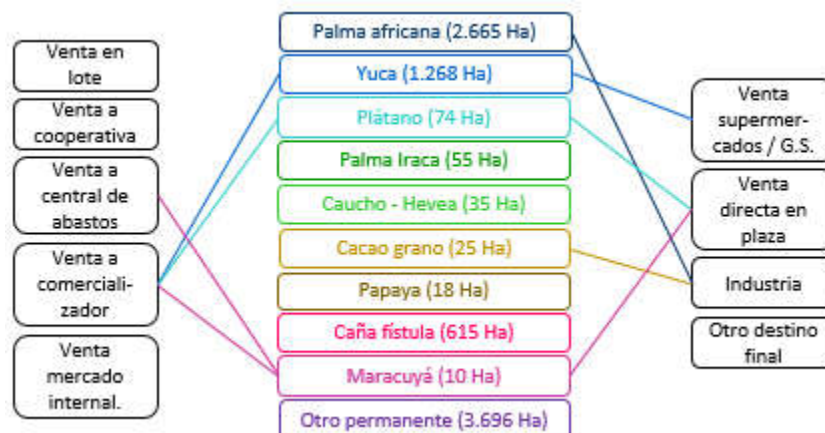 Venta en
lote
Venta a
cooperativa
Venta a
central de
abastos
Venta a
comerciali-
zador
Venta
mercado
internal.
Palma africana (2.665 Ha)
Yuca (1.268 Ha)
Plátano (74 Ha)
Palma Iraca (55 Ha)
Caucho - Hevea (35 Ha)
Cacao grano (25 Ha)
Papaya (18 Ha)
Caña fístula (615 Ha)
Maracuyá (10 Ha)
Otro permanente (3.696 Ha)
Venta
supermer-
cados / G.S.
Venta
directa en
plaza
Industria
Otro destino
final